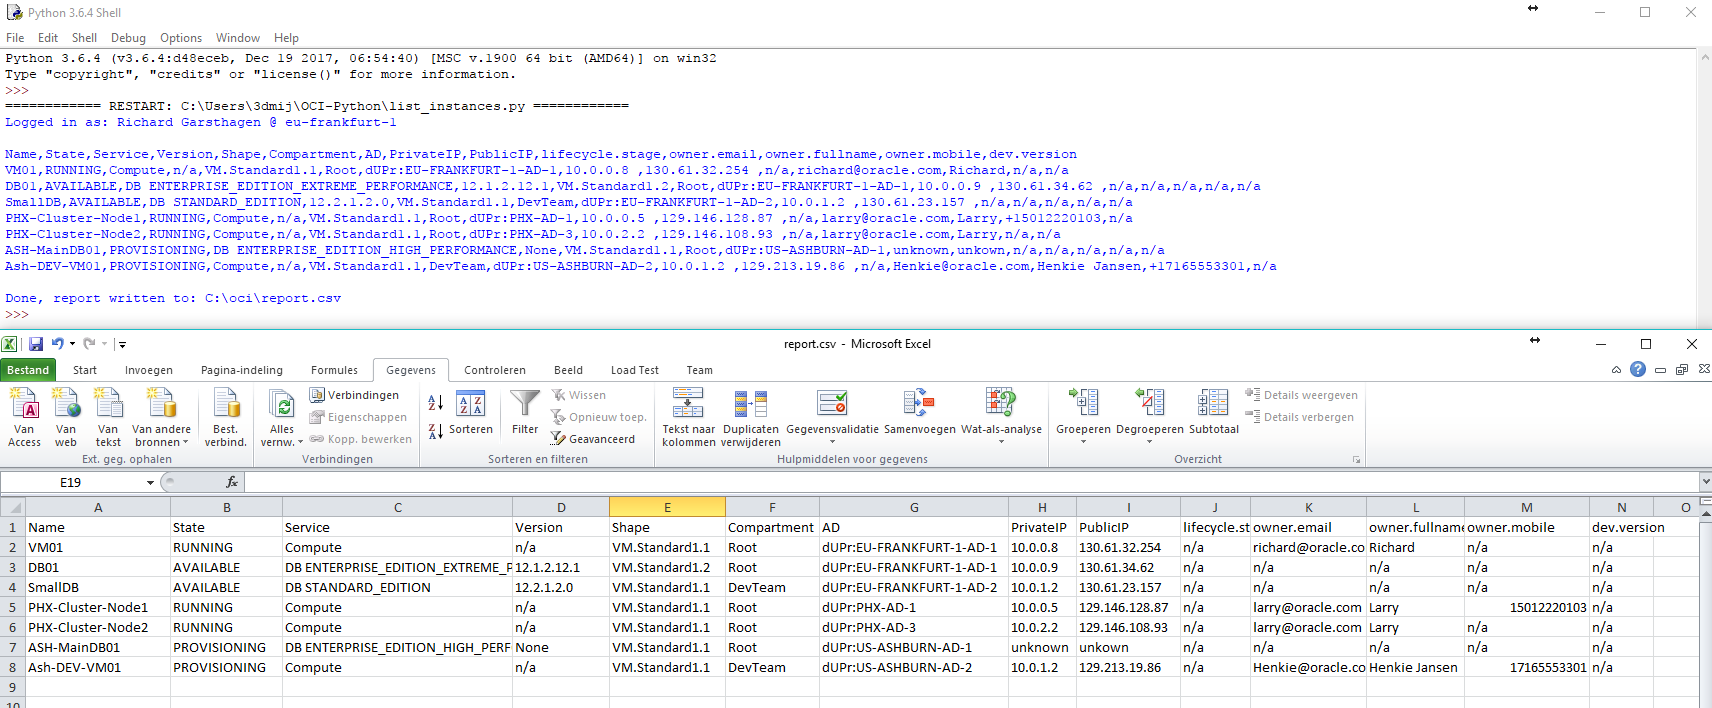 Python 3.6.4 Shell
File Edit Shell Debug Options Window Help
Python 3.6.4 (v3.6.4:d48eceb, Dec 19 2017, 06:54:40) [MSC v.1900 64 bit (AMD64)] on win32
Type "copyright", "credits" or "license()" for more information.
>>>
============ RESTART: C:\Users\3dmij\OCI-Python\list_instances.py ============
Logged in as: Richard Garsthagen @ eu-frankfurt-1
Name,State,Service,Version,Shape,Compartment,AD,PrivateIP,PublicIP,lifecycle.stage,owner.email,owner.fullname,owner.mobile,dev.version
VM01,RUNNING,Compute,n/a,VM.Standard1.1,Root,dUPr:EU-FRANKFURT-1-AD-1,10.0.0.8 ,130.61.32.254 ,n/a,richard@oracle.com,Richard,n/a,n/a
DB01,AVAILABLE,DB ENTERPRISE_EDITION_EXTREME_PERFORMANCE,12.1.2.12.1,VM.Standard1.2,Root,dUPr:EU-FRANKFURT-1-AD-1,10.0.0.9 ,130.61.34.62 ,n/a,n/a,n/a,n/a,n/a
SmallDB,AVAILABLE,DB STANDARD_EDITION,12.2.1.2.0,VM.Standard1.1,DevTeam,dUPr:EU-FRANKFURT-1-AD-2,10.0.1.2 ,130.61.23.157 ,n/a,n/a,n/a,n/a,n/a
PHX-Cluster-Node1,RUNNING,Compute,n/a,VM.Standard1.1,Root,dUPr:PHX-AD-1,10.0.0.5 ,129.146.128.87 ,n/a,larry@oracle.com,Larry,+15012220103,n/a
PHX-Cluster-Node2,RUNNING,Compute,n/a,VM.Standard1.1,Root,dUPr:PHX-AD-3,10.0.2.2 ,129.146.108.93 ,n/a,larry@oracle.com,Larry,n/a,n/a
ASH-MainDB01,PROVISIONING,DB ENTERPRISE_EDITION_HIGH_PERFORMANCE,None,VM.Standard1.1,Root,dUPr:US-ASHBURN-AD-1,unknown,unkown,n/a,n/a,n/a,n/a,n/a
Ash-DEV-VM01,PROVISIONING,Compute,n/a,VM.Standard1.1,DevTeam,dUPr:US-ASHBURN-AD-2,10.0.1.2 ,129.213.19.86 ,n/a,Henkie@oracle.com,Henkie Jansen,+17165553301,n/a
Done, report written to: C:\oci\report.csv
>>>
report.csv - Microsoft Excel
Bestand Start Invoegen Pagina-indeling Formules Gegevens Controleren Beeld Load Test Team
Van Access
Van web
Van tekst
Van andere bronnen
Best. verbind.
Ext. geg. ophalen
Alles vernw.
Verbindingen
Eigenschappen
Kopp. bewerken
Verbindingen
Sorteren
Filter
Wissen
Opnieuw toep.
Geavanceerd
Sorteren en filteren
Tekst naar kolommen
Duplicaten verwijderen
Gegevensvalidatie
Samenvoegen
Wat-als-analyse
Hulpmiddelen voor gegevens
Groeperen
Degroeperen
Subtotaal
Details weergeven
Details verbergen
Overzicht
E19 fx
A B C D E F G H I J K L M N O
1 Name State Service Version Shape Compartment AD PrivateIP PublicIP lifecycle.st owner.email owner.fullname owner.mobile dev.version
2 VM01 RUNNING Compute n/a VM.Standard1.1 Root dUPr:EU-FRANKFURT-1-AD-1 10.0.0.8 130.61.32.254 n/a richard@oracle.co Richard n/a n/a
3 DB01 AVAILABLE DB ENTERPRISE_EDITION_EXTREME_P 12.1.2.12.1 VM.Standard1.2 Root dUPr:EU-FRANKFURT-1-AD-1 10.0.0.9 130.61.34.62 n/a n/a n/a n/a n/a
4 SmallDB AVAILABLE DB STANDARD_EDITION 12.2.1.2.0 VM.Standard1.1 DevTeam dUPr:EU-FRANKFURT-1-AD-2 10.0.1.2 130.61.23.157 n/a n/a n/a n/a n/a
5 PHX-Cluster-Node1 RUNNING Compute n/a VM.Standard1.1 Root dUPr:PHX-AD-1 10.0.0.5 129.146.128.87 n/a larry@oracle.com Larry 15012220103 n/a
6 PHX-Cluster-Node2 RUNNING Compute n/a VM.Standard1.1 Root dUPr:PHX-AD-3 10.0.2.2 129.146.108.93 n/a larry@oracle.com Larry n/a n/a
7 ASH-MainDB01 PROVISIONING DB ENTERPRISE_EDITION_HIGH_PERF None VM.Standard1.1 Root dUPr:US-ASHBURN-AD-1 unknown unkown n/a n/a n/a n/a n/a
8 Ash-DEV-VM01 PROVISIONING Compute n/a VM.Standard1.1 DevTeam dUPr:US-ASHBURN-AD-2 10.0.1.2 129.213.19.86 n/a Henkie@oracle.co Henkie Jansen 17165553301 n/a
9
10